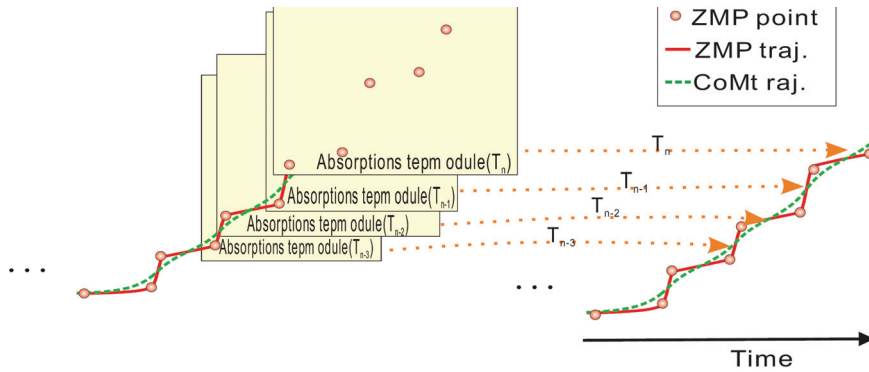 ZMP point
ZMP traj.
CoMt raj.
Absorptions tepm odule(Tn)
Absorptions tepm odule(Tn-1)
Absorptions tepm odule(Tn-2)
Absorptions tepm odule(Tn-3)
Tn
Tn-1
Tn-2
Tn-3
...
...
Time